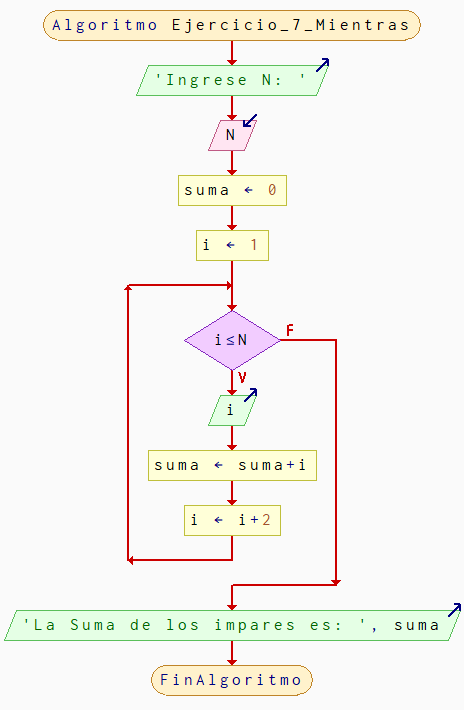 Algoritmo Ejercicio_7_Mientras
'Ingrese N: '
N
suma ← 0
i ← 1
i≤N
F
V
i
suma ← suma+i
i ← i+2
'La Suma de los impares es: ', suma
FinAlgoritmo